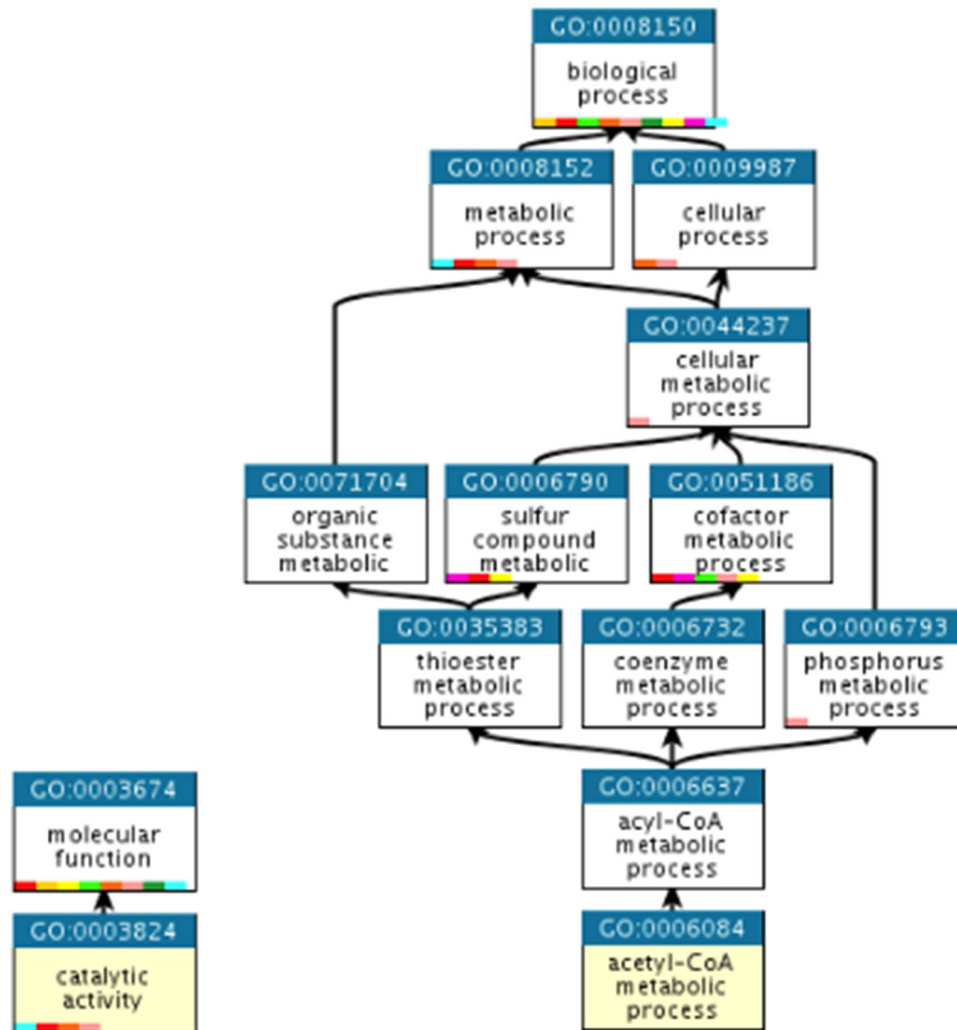 GO:0008150
biological
process
GO:0008152
metabolic
process
GO:0009987
cellular
process
GO:0044237
cellular
metabolic
process
GO:0071704
organic
substance
metabolic
GO:0006790
sulfur
compound
metabolic
GO:0051186
cofactor
metabolic
process
GO:0035383
thioester
metabolic
process
GO:0006732
coenzyme
metabolic
process
GO:0006793
phosphorus
metabolic
process
GO:0003674
molecular
function
GO:0006637
acyl-CoA
metabolic
process
GO:0003824
catalytic
activity
GO:0006084
acetyl-CoA
metabolic
process